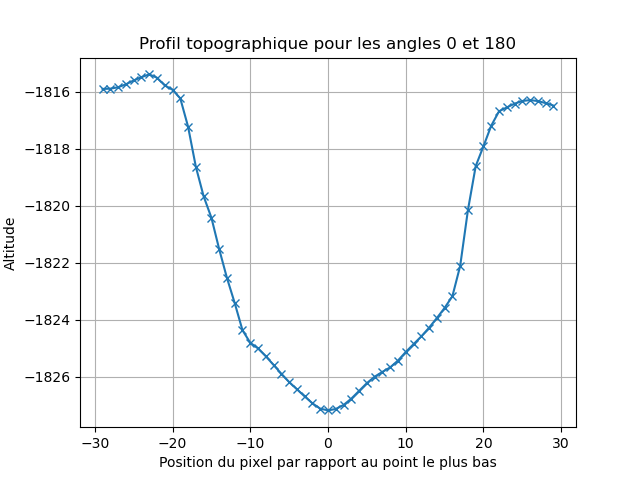 Profil topographique pour les angles 0 et 180
Altitude
−1816
−1818
−1820
−1822
−1824
−1826
−30 −20 −10 0 10 20 30
Position du pixel par rapport au point le plus bas